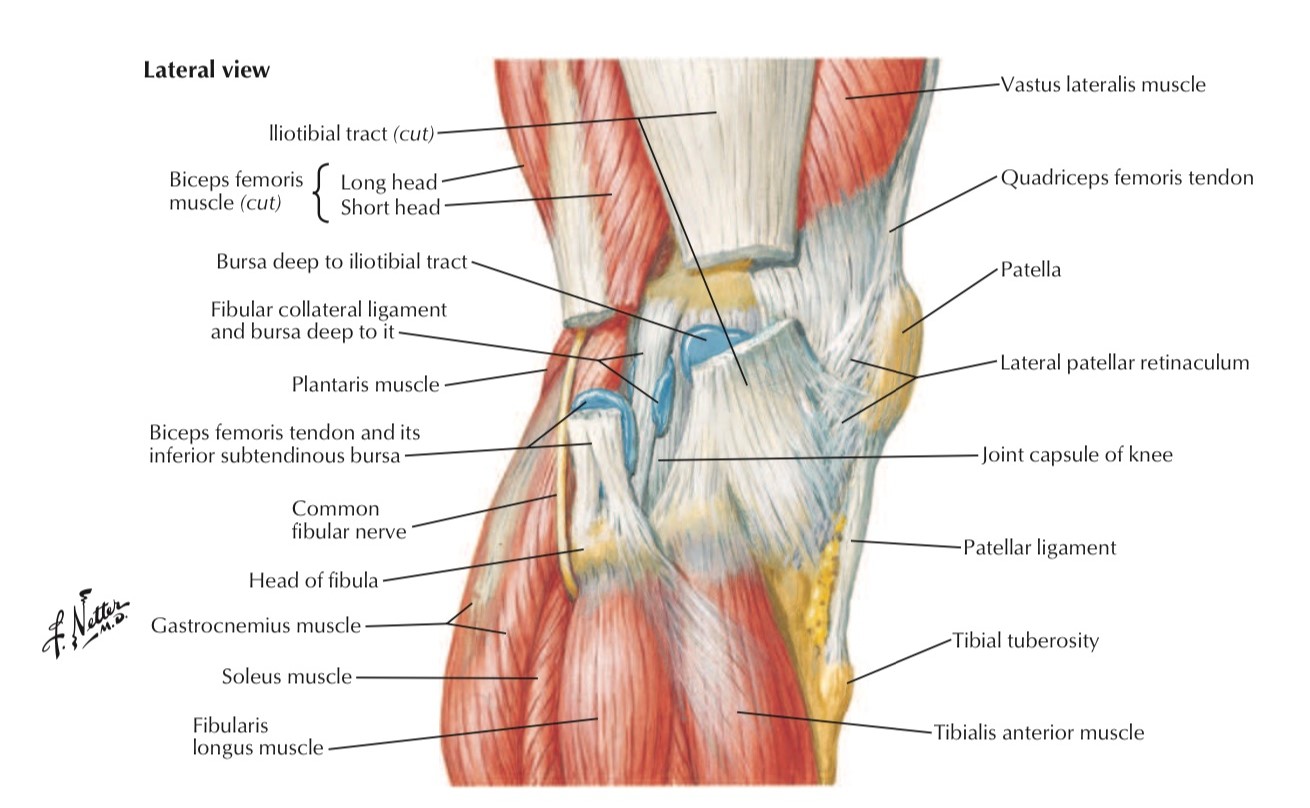 Lateral view
Iliotibial tract (cut)
Biceps femoris
muscle (cut)
Long head
Short head
Bursa deep to iliotibial tract
Fibular collateral ligament
and bursa deep to it
Plantaris muscle
Biceps femoris tendon and its
inferior subtendinous bursa
Common
fibular nerve
Head of fibula
Gastrocnemius muscle
Soleus muscle
Fibularis
longus muscle
Vastus lateralis muscle
Quadriceps femoris tendon
Patella
Lateral patellar retinaculum
Joint capsule of knee
Patellar ligament
Tibial tuberosity
Tibialis anterior muscle
F. Netter
M.D.